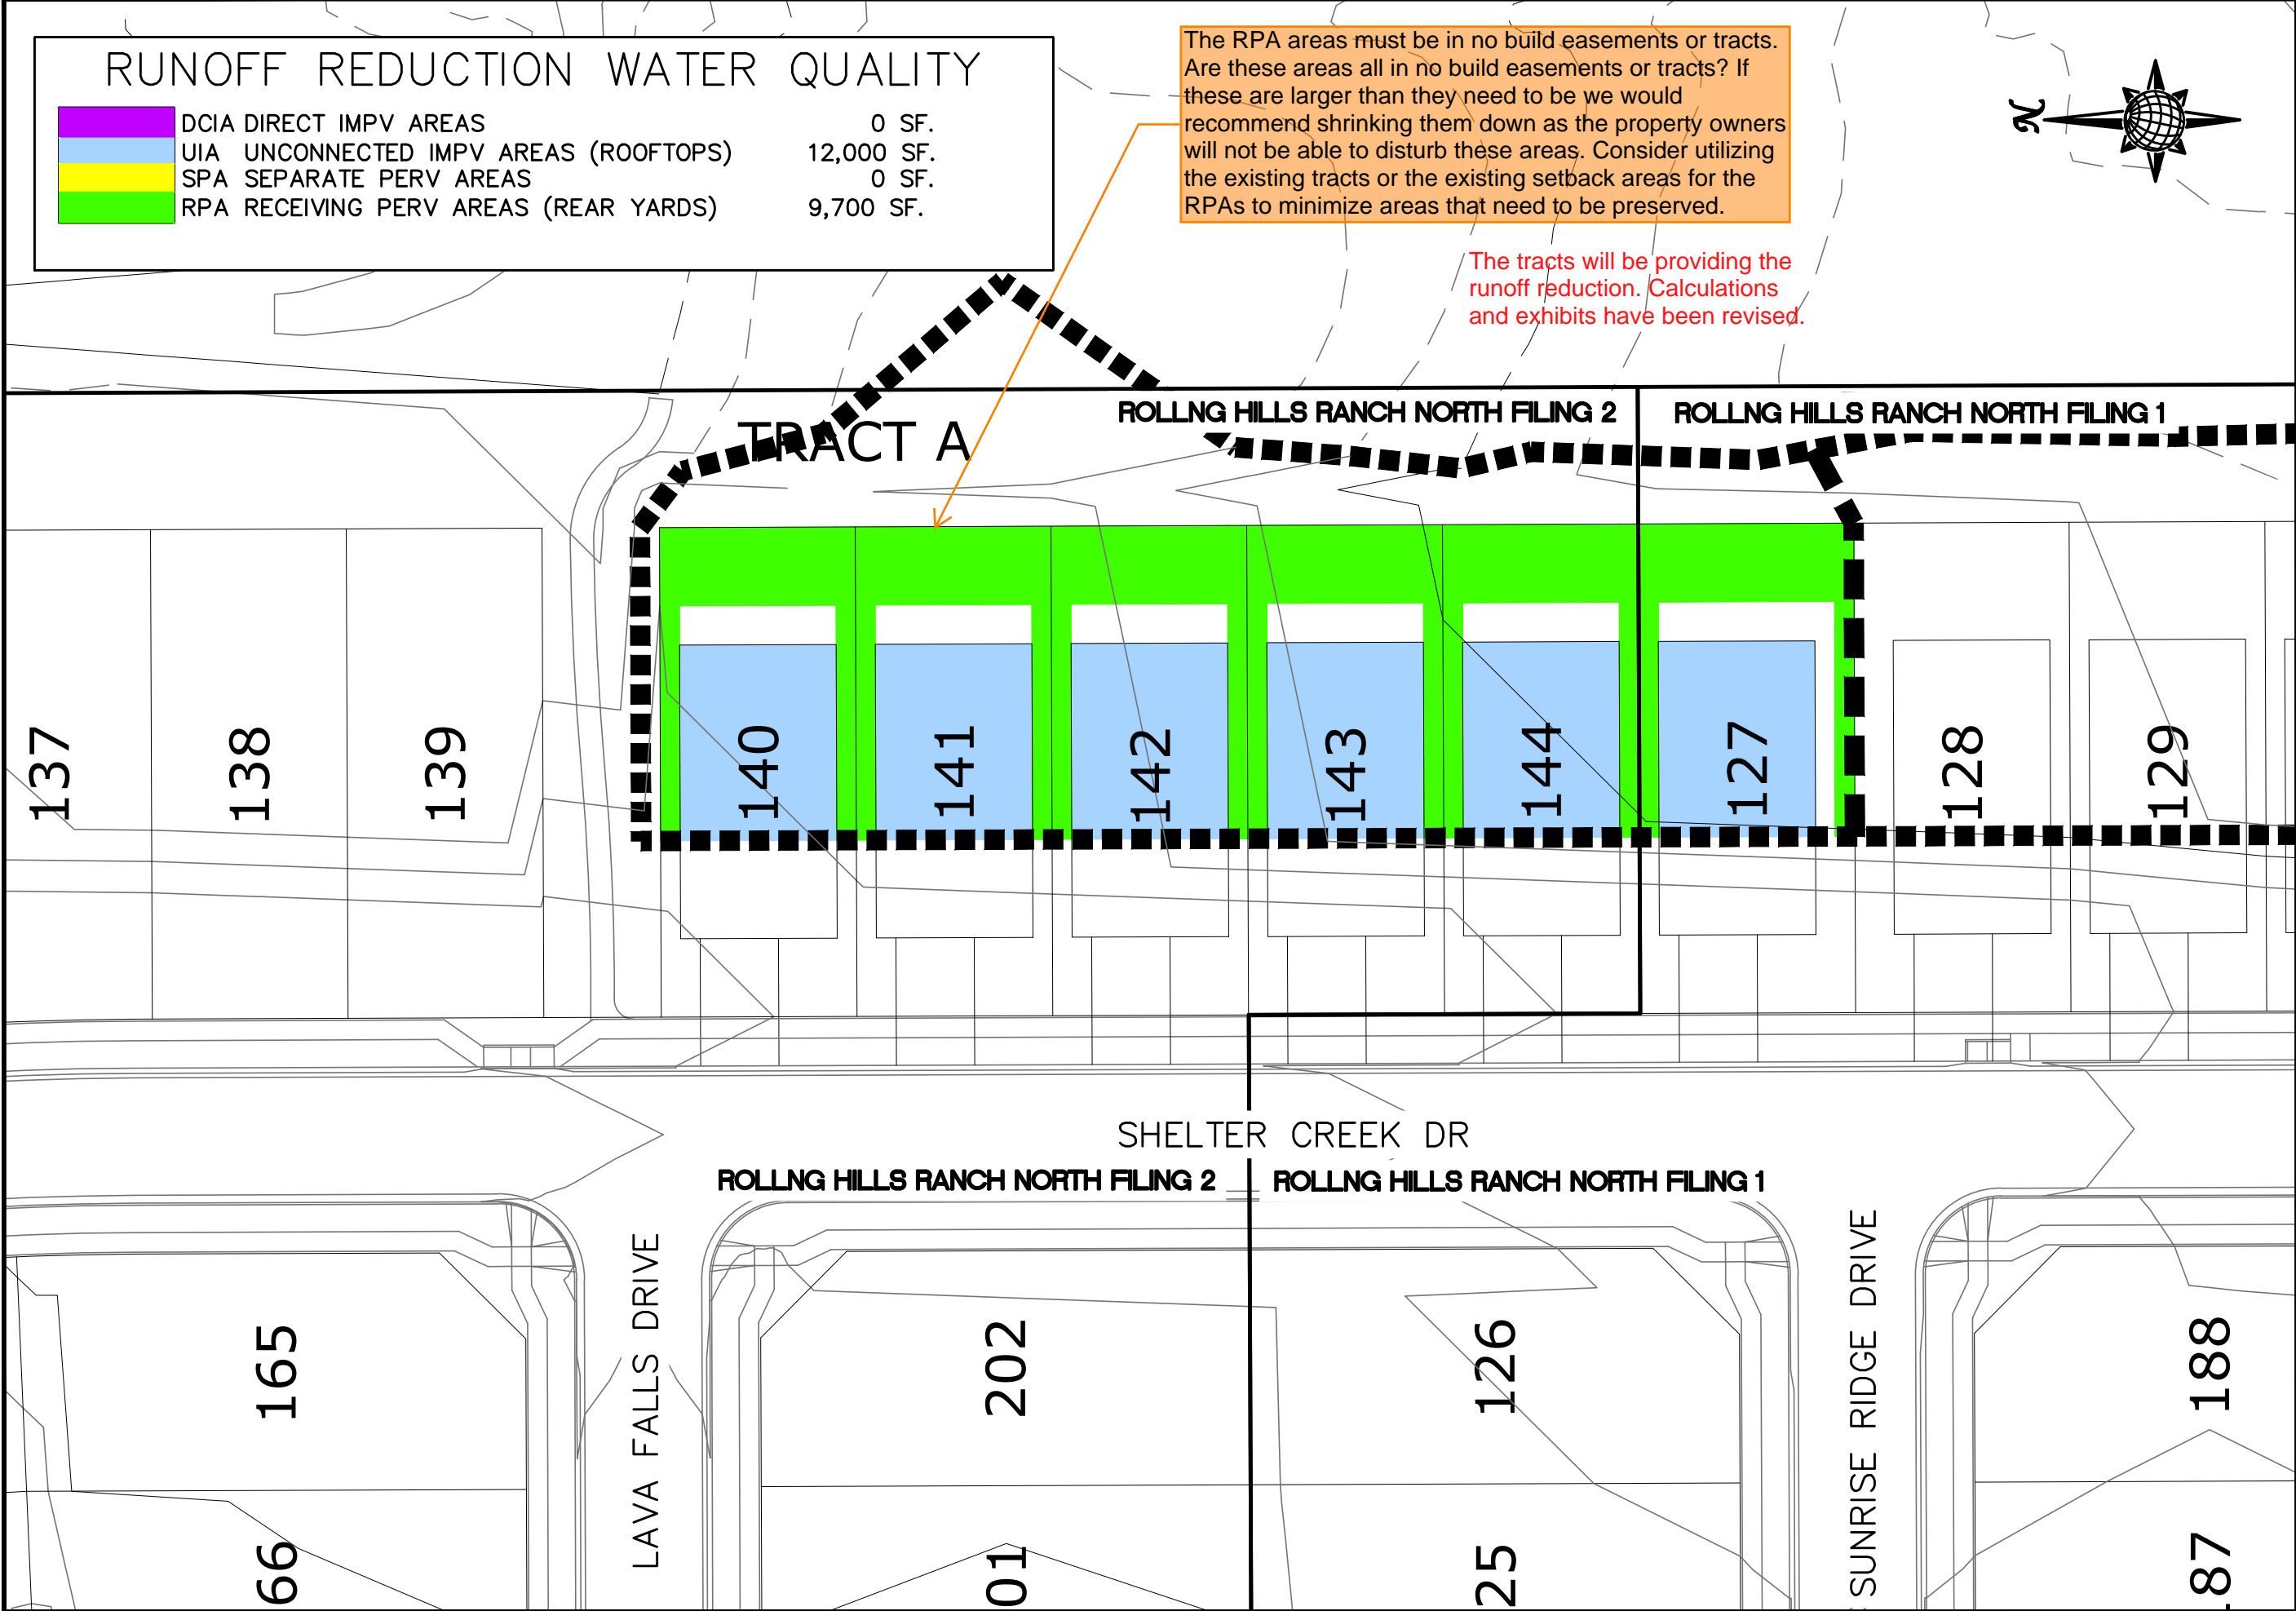 RUNOFF REDUCTION WATER QUALITY
DCIA DIRECT IMPV AREAS 0 SF.
UIA UNCONNECTED IMPV AREAS (ROOFTOPS) 12,000 SF.
SPA SEPARATE PERV AREAS 0 SF.
RPA RECEIVING PERV AREAS (REAR YARDS) 9,700 SF.
The RPA areas must be in no build easements or tracts.
Are these areas all in no build easements or tracts? If
these are larger than they need to be we would
recommend shrinking them down as the property owners
will not be able to disturb these areas. Consider utilizing
the existing tracts or the existing setback areas for the
RPAs to minimize areas that need to be preserved.
N
The tracts will be providing the
runoff reduction. Calculations
and exhibits have been revised.
ROLLNG HILLS RANCH NORTH FILING 2
ROLLNG HILLS RANCH NORTH FILING 1
TRACT A
137
138
139
140
141
142
143
144
127
128
129
SHELTER CREEK DR
ROLLNG HILLS RANCH NORTH FILING 2
ROLLNG HILLS RANCH NORTH FILING 1
LAVA FALLS DRIVE
SUNRISE RIDGE DRIVE
165
202
126
188
66
01
25
87